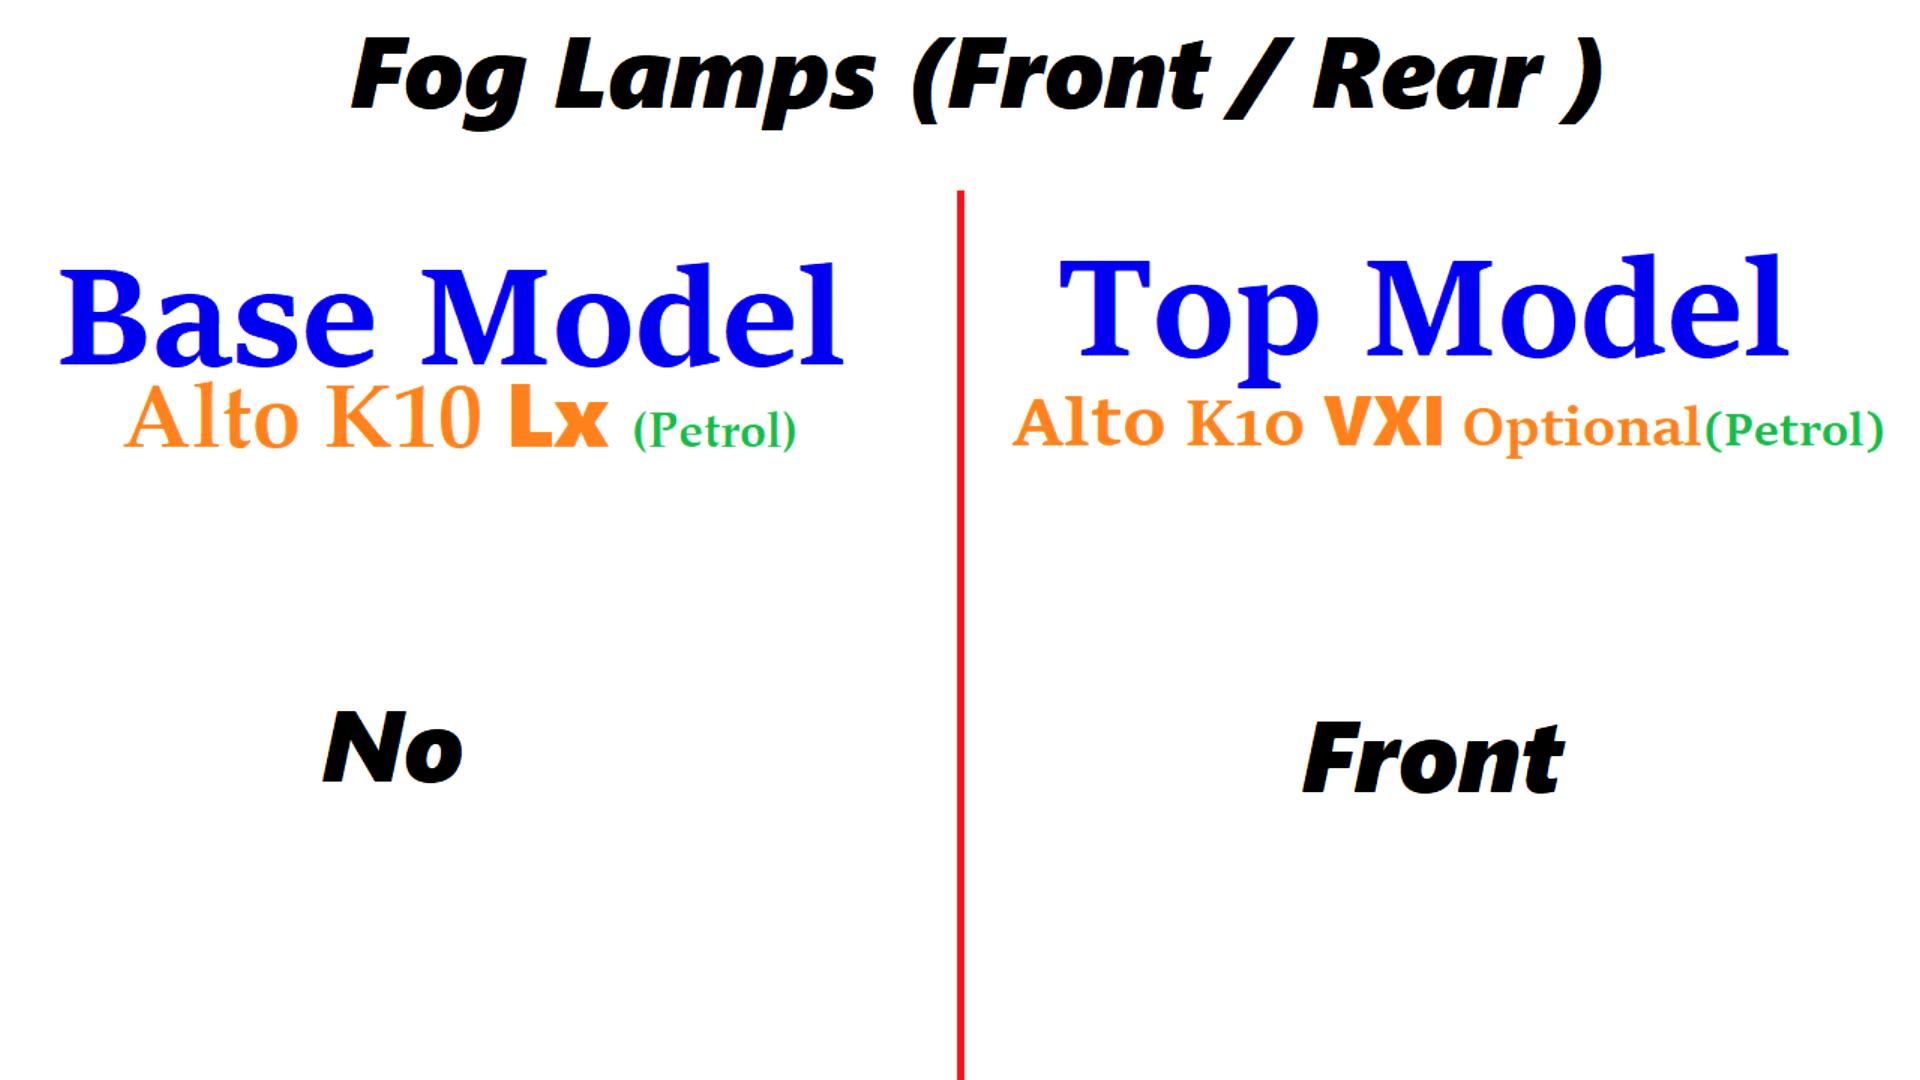 Fog Lamps (Front / Rear )
Base Model
Alto K10 Lx (Petrol)
No
Top Model
Alto K10 VXI Optional(Petrol)
Front